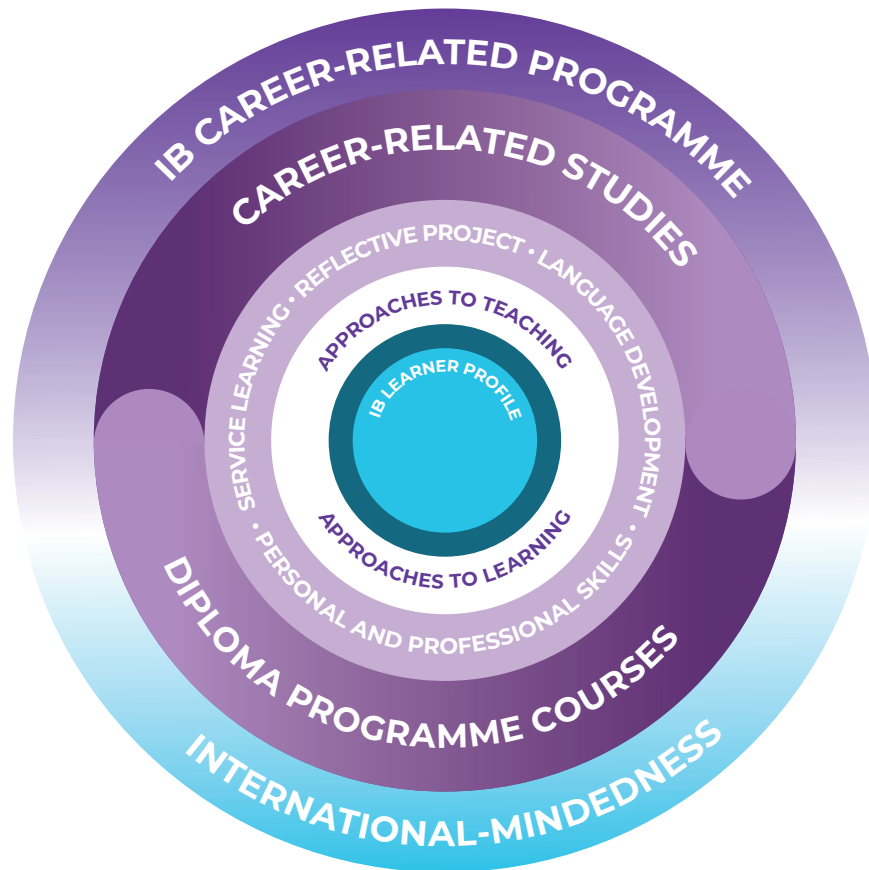 IB CAREER-RELATED PROGRAMME
CAREER-RELATED STUDIES
SERVICE LEARNING • REFLECTIVE PROJECT • LANGUAGE DEVELOPMENT • PERSONAL AND PROFESSIONAL SKILLS •
APPROACHES TO TEACHING
IB LEARNER PROFILE
APPROACHES TO LEARNING
DIPLOMA PROGRAMME COURSES
INTERNATIONAL-MINDEDNESS